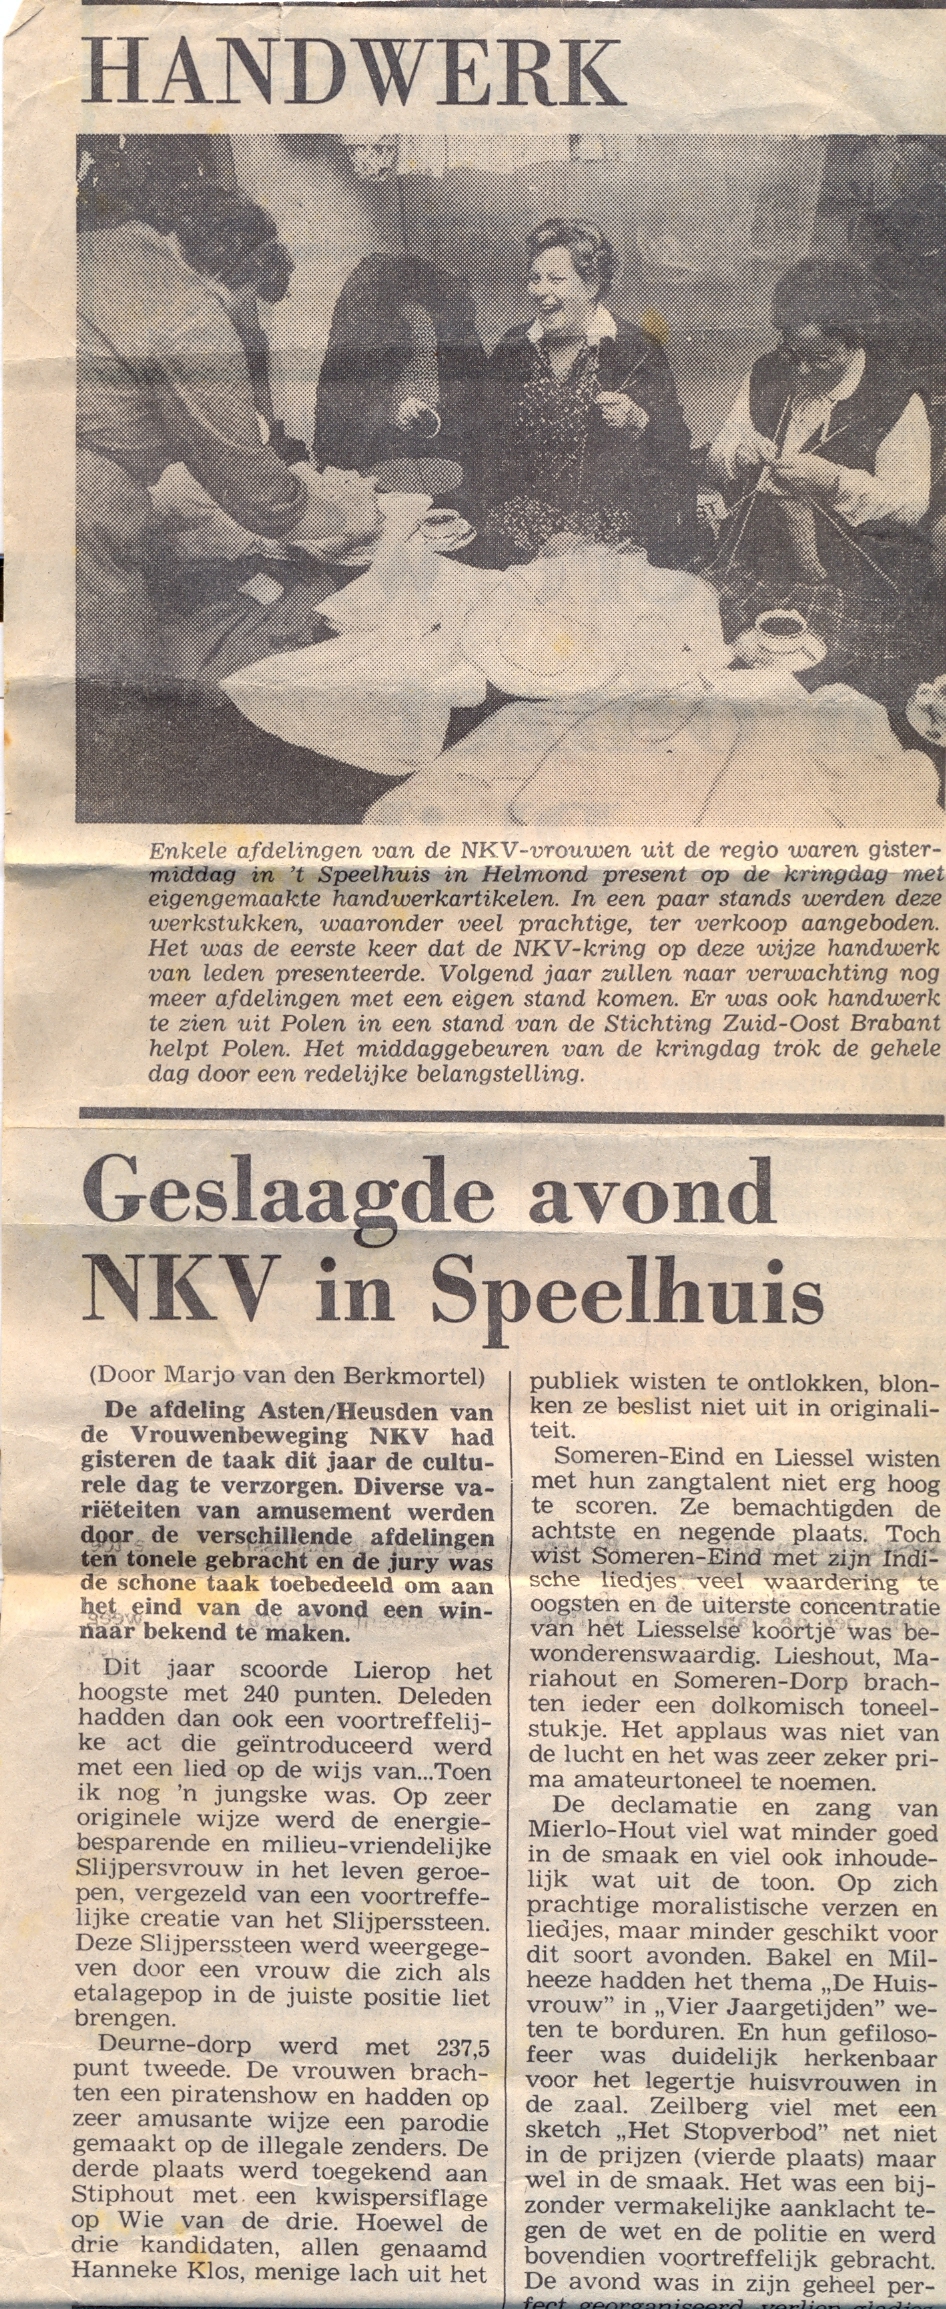 HANDWERK
Enkele afdelingen van de NKV-vrouwen uit de regio waren gister-
middag in 't Speelhuis in Helmond present op de kringdag met
eigengemaakte handwerkartikelen. In een paar stands werden deze
werkstukken, waaronder veel prachtige, ter verkoop aangeboden.
Het was de eerste keer dat de NKV-kring op deze wijze handwerk
van leden presenteerde. Volgend jaar zullen naar verwachting nog
meer afdelingen met een eigen stand komen. Er was ook handwerk
te zien uit Polen in een stand van de Stichting Zuid-Oost Brabant
helpt Polen. Het middaggebeuren van de kringdag trok de gehele
dag door een redelijke belangstelling.
Geslaagde avond
NKV in Speelhuis
(Door Marjo van den Berkmortel)
De afdeling Asten/Heusden van
de Vrouwenbeweging NKV had
gisteren de taak dit jaar de cultu-
rele dag te verzorgen. Diverse va-
riëteiten van amusement werden
door de verschillende afdelingen
ten tonele gebracht en de jury was
de schone taak toebedeeld om aan
het eind van de avond een win-
naar bekend te maken.
Dit jaar scoorde Lierop het
hoogste met 240 punten. Deleden
hadden dan ook een voortreffelij-
ke act die geïntroduceerd werd
met een lied op de wijs van...Toen
ik nog 'n jungske was. Op zeer
originele wijze werd de energie-
besparende en milieu-vriendelijke
Slijpersvrouw in het leven geroe-
pen, vergezeld van een voortreffe-
lijke creatie van het Slijperssteen.
Deze Slijperssteen werd weergege-
ven door een vrouw die zich als
etalagepop in de juiste positie liet
brengen.
Deurne-dorp werd met 237,5
punt tweede. De vrouwen brach-
ten een piratenshow en hadden op
zeer amusante wijze een parodie
gemaakt op de illegale zenders. De
derde plaats werd toegekend aan
Stiphout met een kwispersiflage
op Wie van de drie. Hoewel de
drie kandidaten, allen genaamd
Hanneke Klos, menige lach uit het
publiek wisten te ontlokken, blon-
ken ze beslist niet uit in originali-
teit.
Someren-Eind en Liessel wisten
met hun zangtalent niet erg hoog
te scoren. Ze bemachtigden de
achtste en negende plaats. Toch
wist Someren-Eind met zijn Indi-
sche liedjes veel waardering te
oogsten en de uiterste concentratie
van het Liesselse koortje was be-
wonderenswaardig. Lieshout, Ma-
riahout en Someren-Dorp brach-
ten ieder een dolkomisch toneel-
stukje. Het applaus was niet van
de lucht en het was zeer zeker pri-
ma amateurtoneel te noemen.
De declamatie en zang van
Mierlo-Hout viel wat minder goed
in de smaak en viel ook inhoude-
lijk wat uit de toon. Op zich
prachtige moralistische verzen en
liedjes, maar minder geschikt voor
dit soort avonden. Bakel en Mil-
heeze hadden het thema „De Huis-
vrouw” in „Vier Jaargetijden” we-
ten te borduren. En hun gefiloso-
feer was duidelijk herkenbaar
voor het legertje huisvrouwen in
de zaal. Zeilberg viel met een
sketch „Het Stopverbod” net niet
in de prijzen (vierde plaats) maar
wel in de smaak. Het was een bij-
zonder vermakelijke aanklacht te-
gen de wet en de politie en werd
bovendien voortreffelijk gebracht.
De avond was in zijn geheel per-
fect georganiseerd, verliep